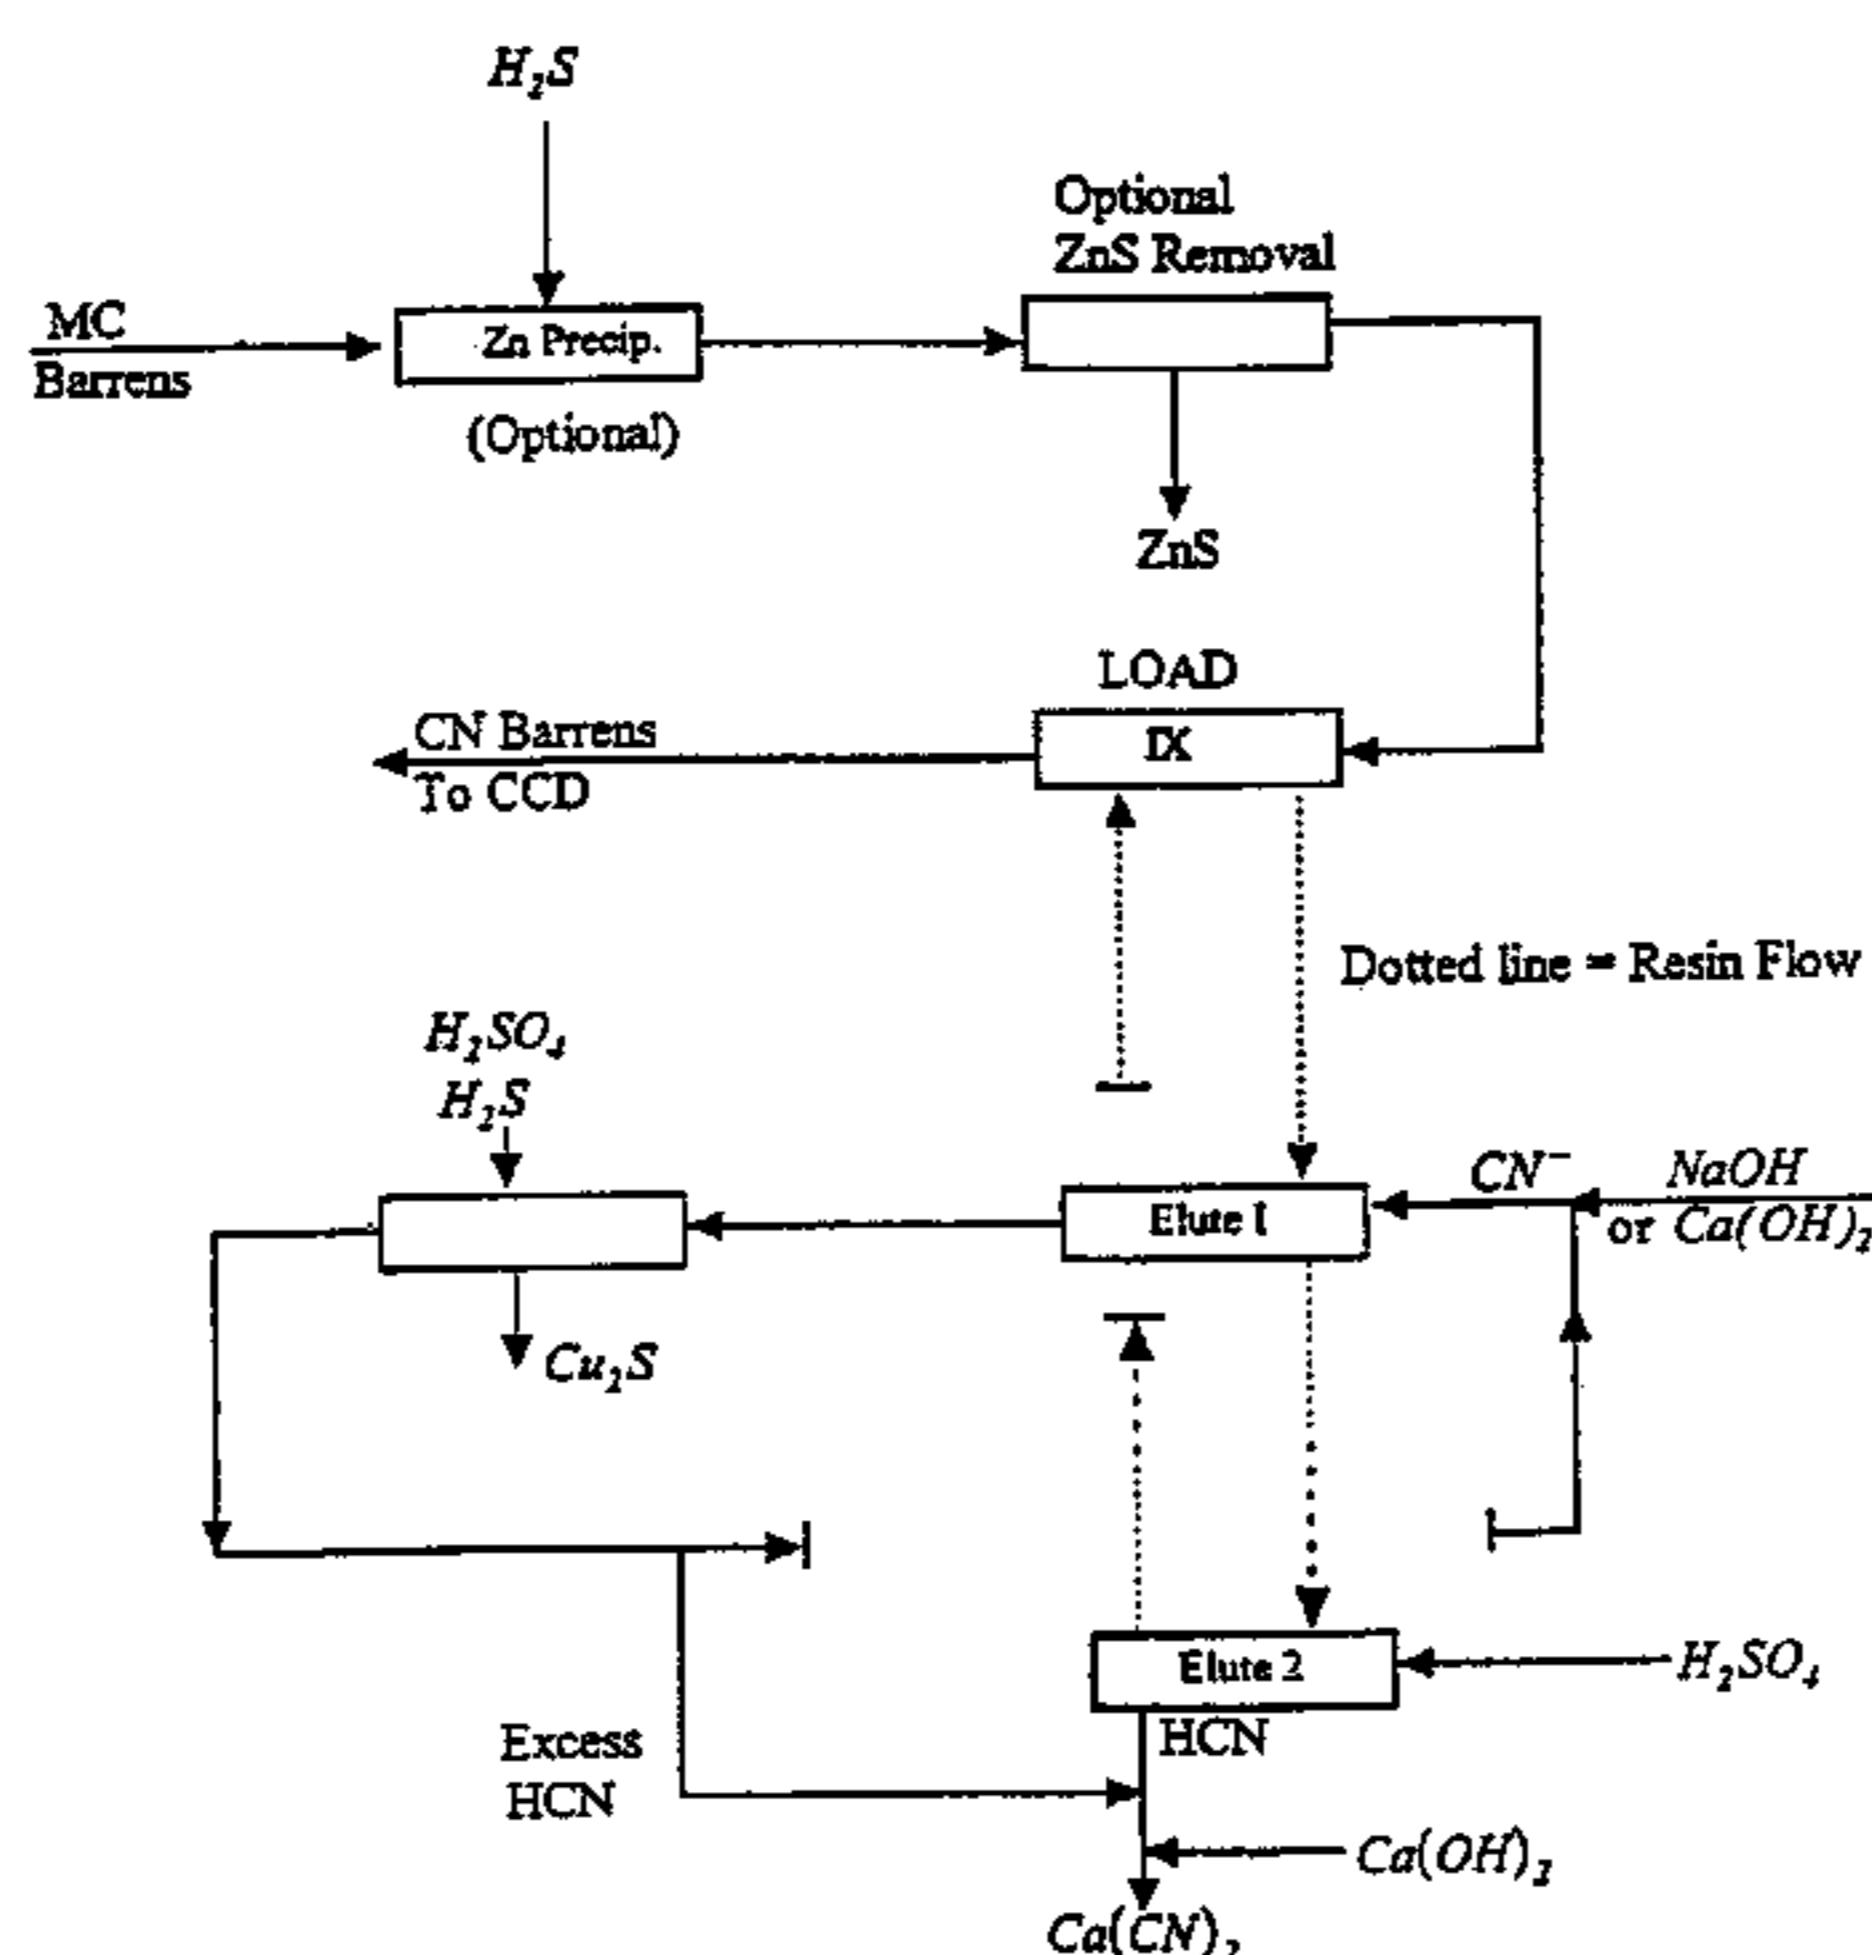 H₂S
Optional
ZnS Removal
MC
Barrens
Zn Precip.
(Optional)
ZnS
LOAD
IX
CN Barrens
To CCD
Dotted line = Resin Flow
H₂SO₄
H₂S
Elute 1
CN⁻
NaOH
or Ca(OH)₂
Cu₂S
Elute 2
H₂SO₄
HCN
Excess
HCN
Ca(OH)₂
Ca(CN)₂